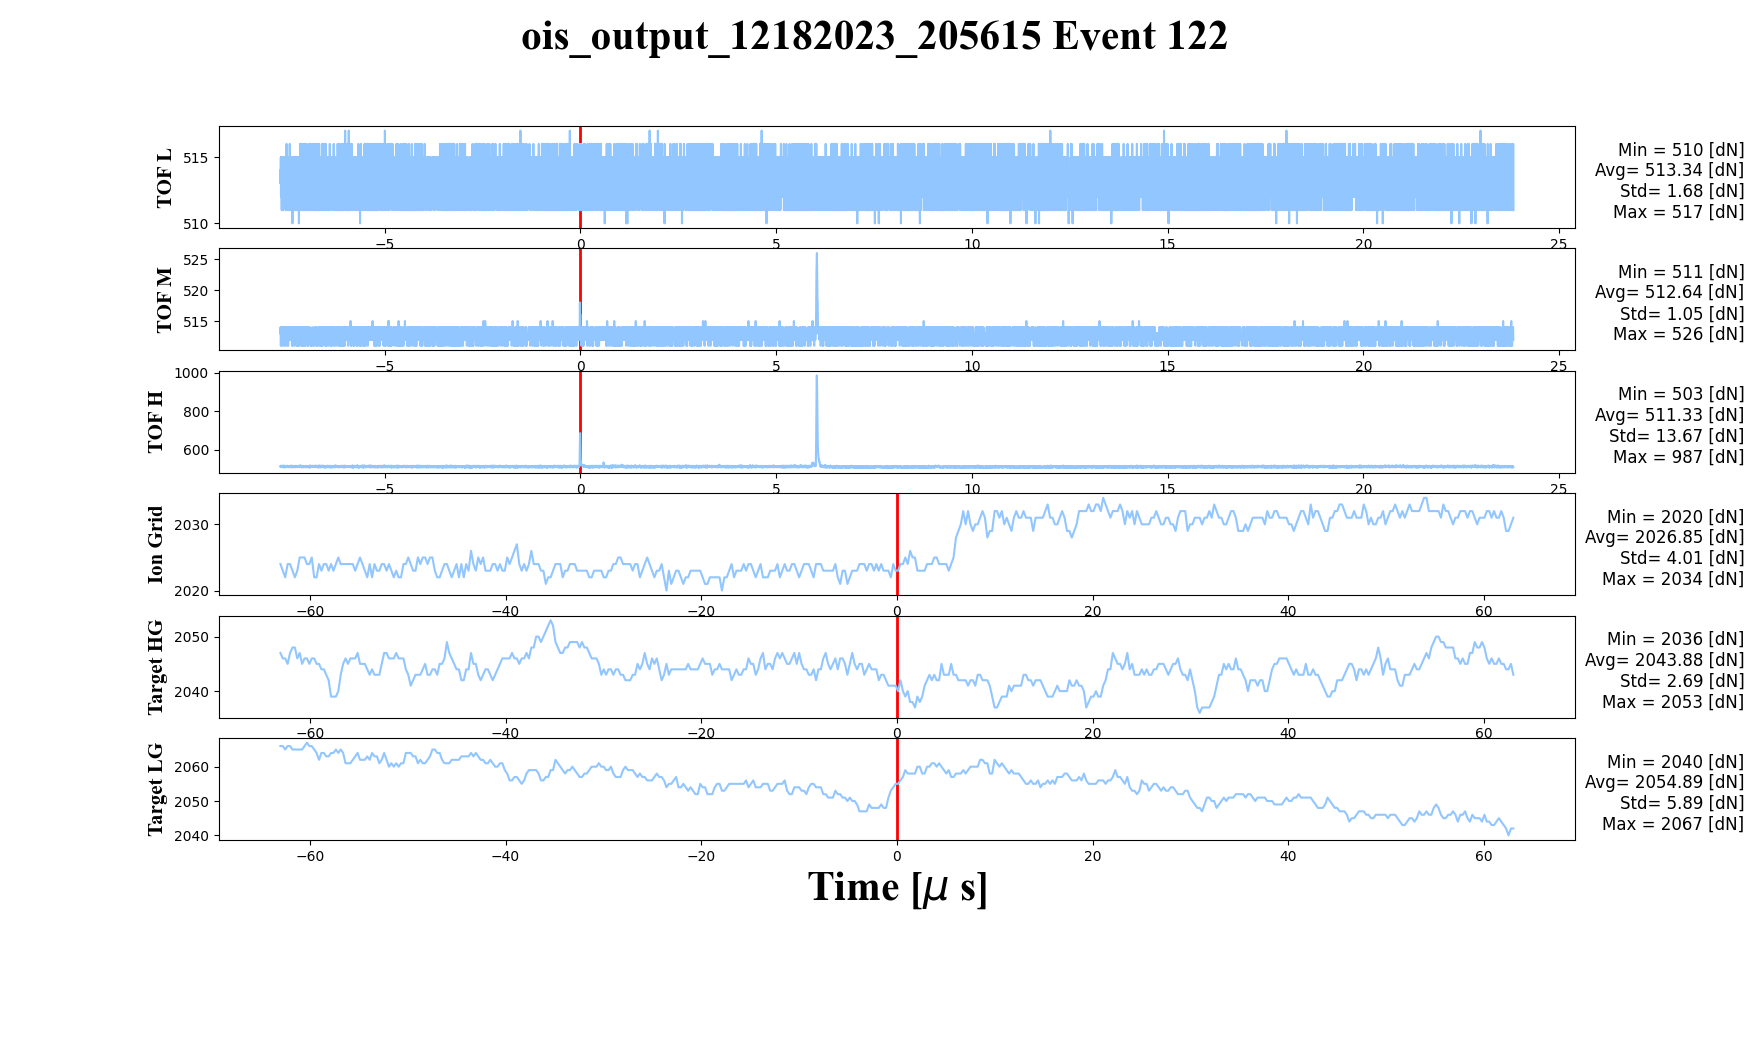 ois_output_12182023_205615 Event 122
TOF L
515
510
−5 0 5 10 15 20 25
Min = 510 [dN]
Avg= 513.34 [dN]
Std= 1.68 [dN]
Max = 517 [dN]
TOF M
525
520
515
−5 0 5 10 15 20 25
Min = 511 [dN]
Avg= 512.64 [dN]
Std= 1.05 [dN]
Max = 526 [dN]
TOF H
1000
800
600
−5 0 5 10 15 20 25
Min = 503 [dN]
Avg= 511.33 [dN]
Std= 13.67 [dN]
Max = 987 [dN]
Ion Grid
2030
2020
−60 −40 −20 0 20 40 60
Min = 2020 [dN]
Avg= 2026.85 [dN]
Std= 4.01 [dN]
Max = 2034 [dN]
Target HG
2050
2040
−60 −40 −20 0 20 40 60
Min = 2036 [dN]
Avg= 2043.88 [dN]
Std= 2.69 [dN]
Max = 2053 [dN]
Target LG
2060
2050
2040
−60 −40 −20 0 20 40 60
Min = 2040 [dN]
Avg= 2054.89 [dN]
Std= 5.89 [dN]
Max = 2067 [dN]
Time [μ s]